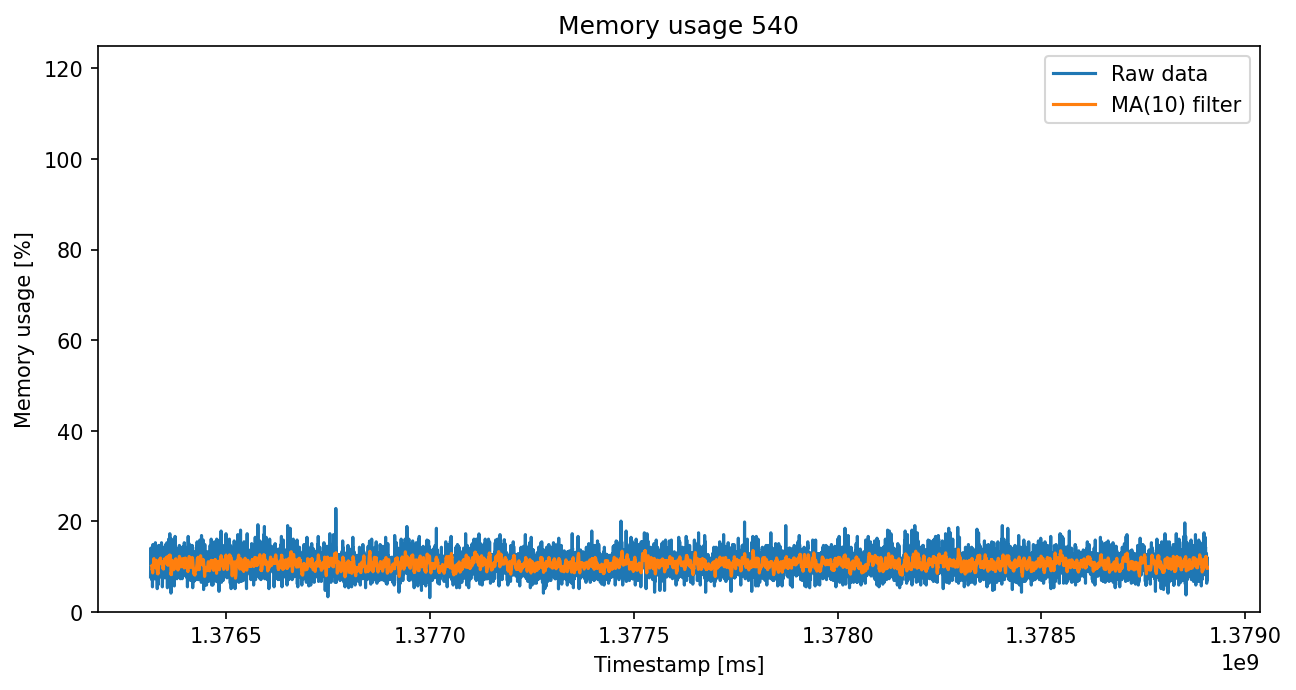 Memory usage 540
Raw data
MA(10) filter
Memory usage [%]
120
100
80
60
40
20
0
1.3765 1.3770 1.3775 1.3780 1.3785 1.3790
1e9
Timestamp [ms]